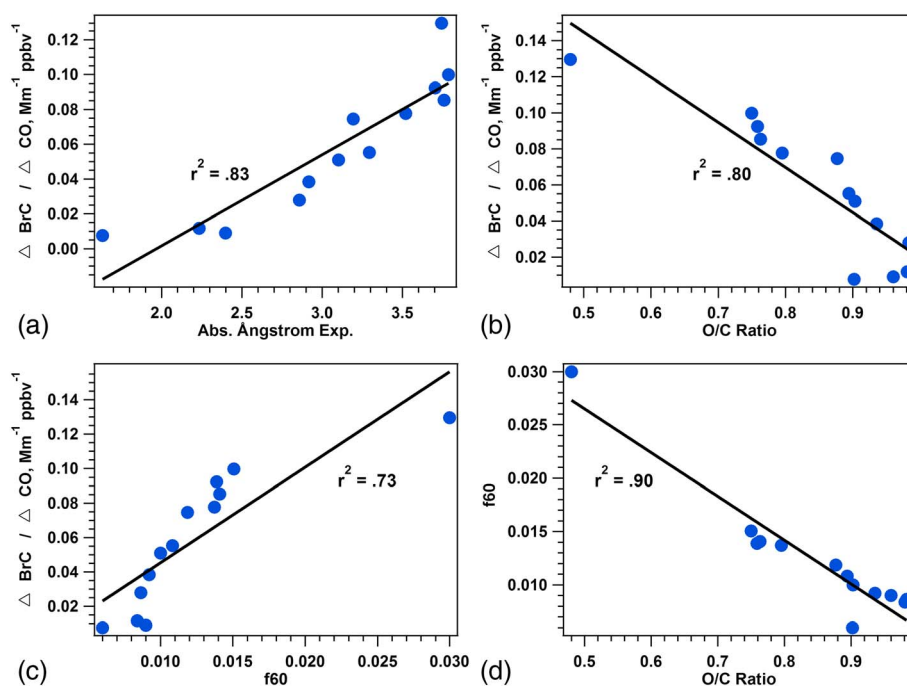 0.12
0.10
0.08
0.06
0.04
0.02
0.00
△ BrC / △ CO, Mm⁻¹ ppbv⁻¹
r² = .83
2.0 2.5 3.0 3.5
Abs. Ångstrom Exp.
(a)
0.14
0.12
0.10
0.08
0.06
0.04
0.02
△ BrC / △ CO, Mm⁻¹ ppbv⁻¹
r² = .80
0.5 0.6 0.7 0.8 0.9
O/C Ratio
(b)
0.14
0.12
0.10
0.08
0.06
0.04
0.02
△ BrC / △ CO, Mm⁻¹ ppbv⁻¹
r² = .73
0.010 0.015 0.020 0.025 0.030
f60
(c)
0.030
0.025
0.020
0.015
0.010
f60
r² = .90
0.5 0.6 0.7 0.8 0.9
O/C Ratio
(d)